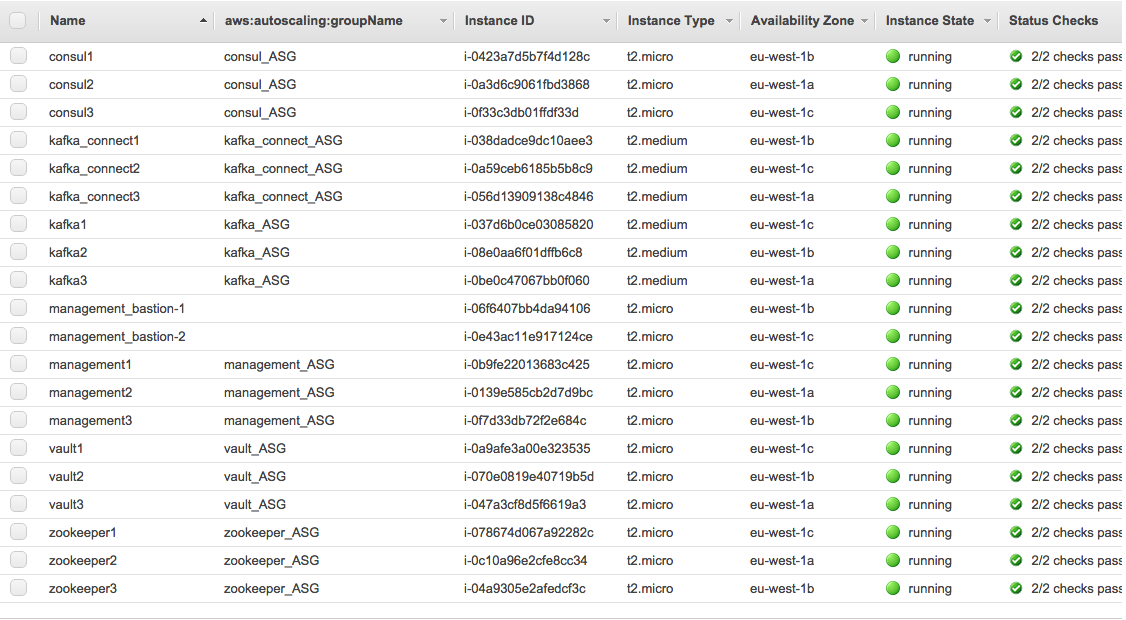 Name aws:autoscaling:groupName Instance ID Instance Type Availability Zone Instance State Status Checks
consul1 consul_ASG i-0423a7d5b7f4d128c t2.micro eu-west-1b running 2/2 checks pass
consul2 consul_ASG i-0a3d6c9061fbd3868 t2.micro eu-west-1a running 2/2 checks pass
consul3 consul_ASG i-0f33c3db01ffdf33d t2.micro eu-west-1c running 2/2 checks pass
kafka_connect1 kafka_connect_ASG i-038dadce9dc10aee3 t2.medium eu-west-1b running 2/2 checks pass
kafka_connect2 kafka_connect_ASG i-0a59ceb6185b5b8c9 t2.medium eu-west-1c running 2/2 checks pass
kafka_connect3 kafka_connect_ASG i-056d13909138c4846 t2.medium eu-west-1a running 2/2 checks pass
kafka1 kafka_ASG i-037d6b0ce03085820 t2.medium eu-west-1c running 2/2 checks pass
kafka2 kafka_ASG i-08e0aa6f01dffb6c8 t2.medium eu-west-1b running 2/2 checks pass
kafka3 kafka_ASG i-0be0c47067bb0f060 t2.medium eu-west-1a running 2/2 checks pass
management_bastion-1 i-06f6407bb4da94106 t2.micro eu-west-1b running 2/2 checks pass
management_bastion-2 i-0e43ac11e917124ce t2.micro eu-west-1c running 2/2 checks pass
management1 management_ASG i-0b9fe22013683c425 t2.micro eu-west-1c running 2/2 checks pass
management2 management_ASG i-0139e585cb2d7d9bc t2.micro eu-west-1a running 2/2 checks pass
management3 management_ASG i-0f7d33db72f2e684c t2.micro eu-west-1b running 2/2 checks pass
vault1 vault_ASG i-0a9afe3a00e323535 t2.micro eu-west-1c running 2/2 checks pass
vault2 vault_ASG i-070e0819e40719b5d t2.micro eu-west-1b running 2/2 checks pass
vault3 vault_ASG i-047a3cf8d5f6619a3 t2.micro eu-west-1a running 2/2 checks pass
zookeeper1 zookeeper_ASG i-078674d067a92282c t2.micro eu-west-1c running 2/2 checks pass
zookeeper2 zookeeper_ASG i-0c10a96e2cfe8cc34 t2.micro eu-west-1a running 2/2 checks pass
zookeeper3 zookeeper_ASG i-04a9305e2afedcf3c t2.micro eu-west-1b running 2/2 checks pass